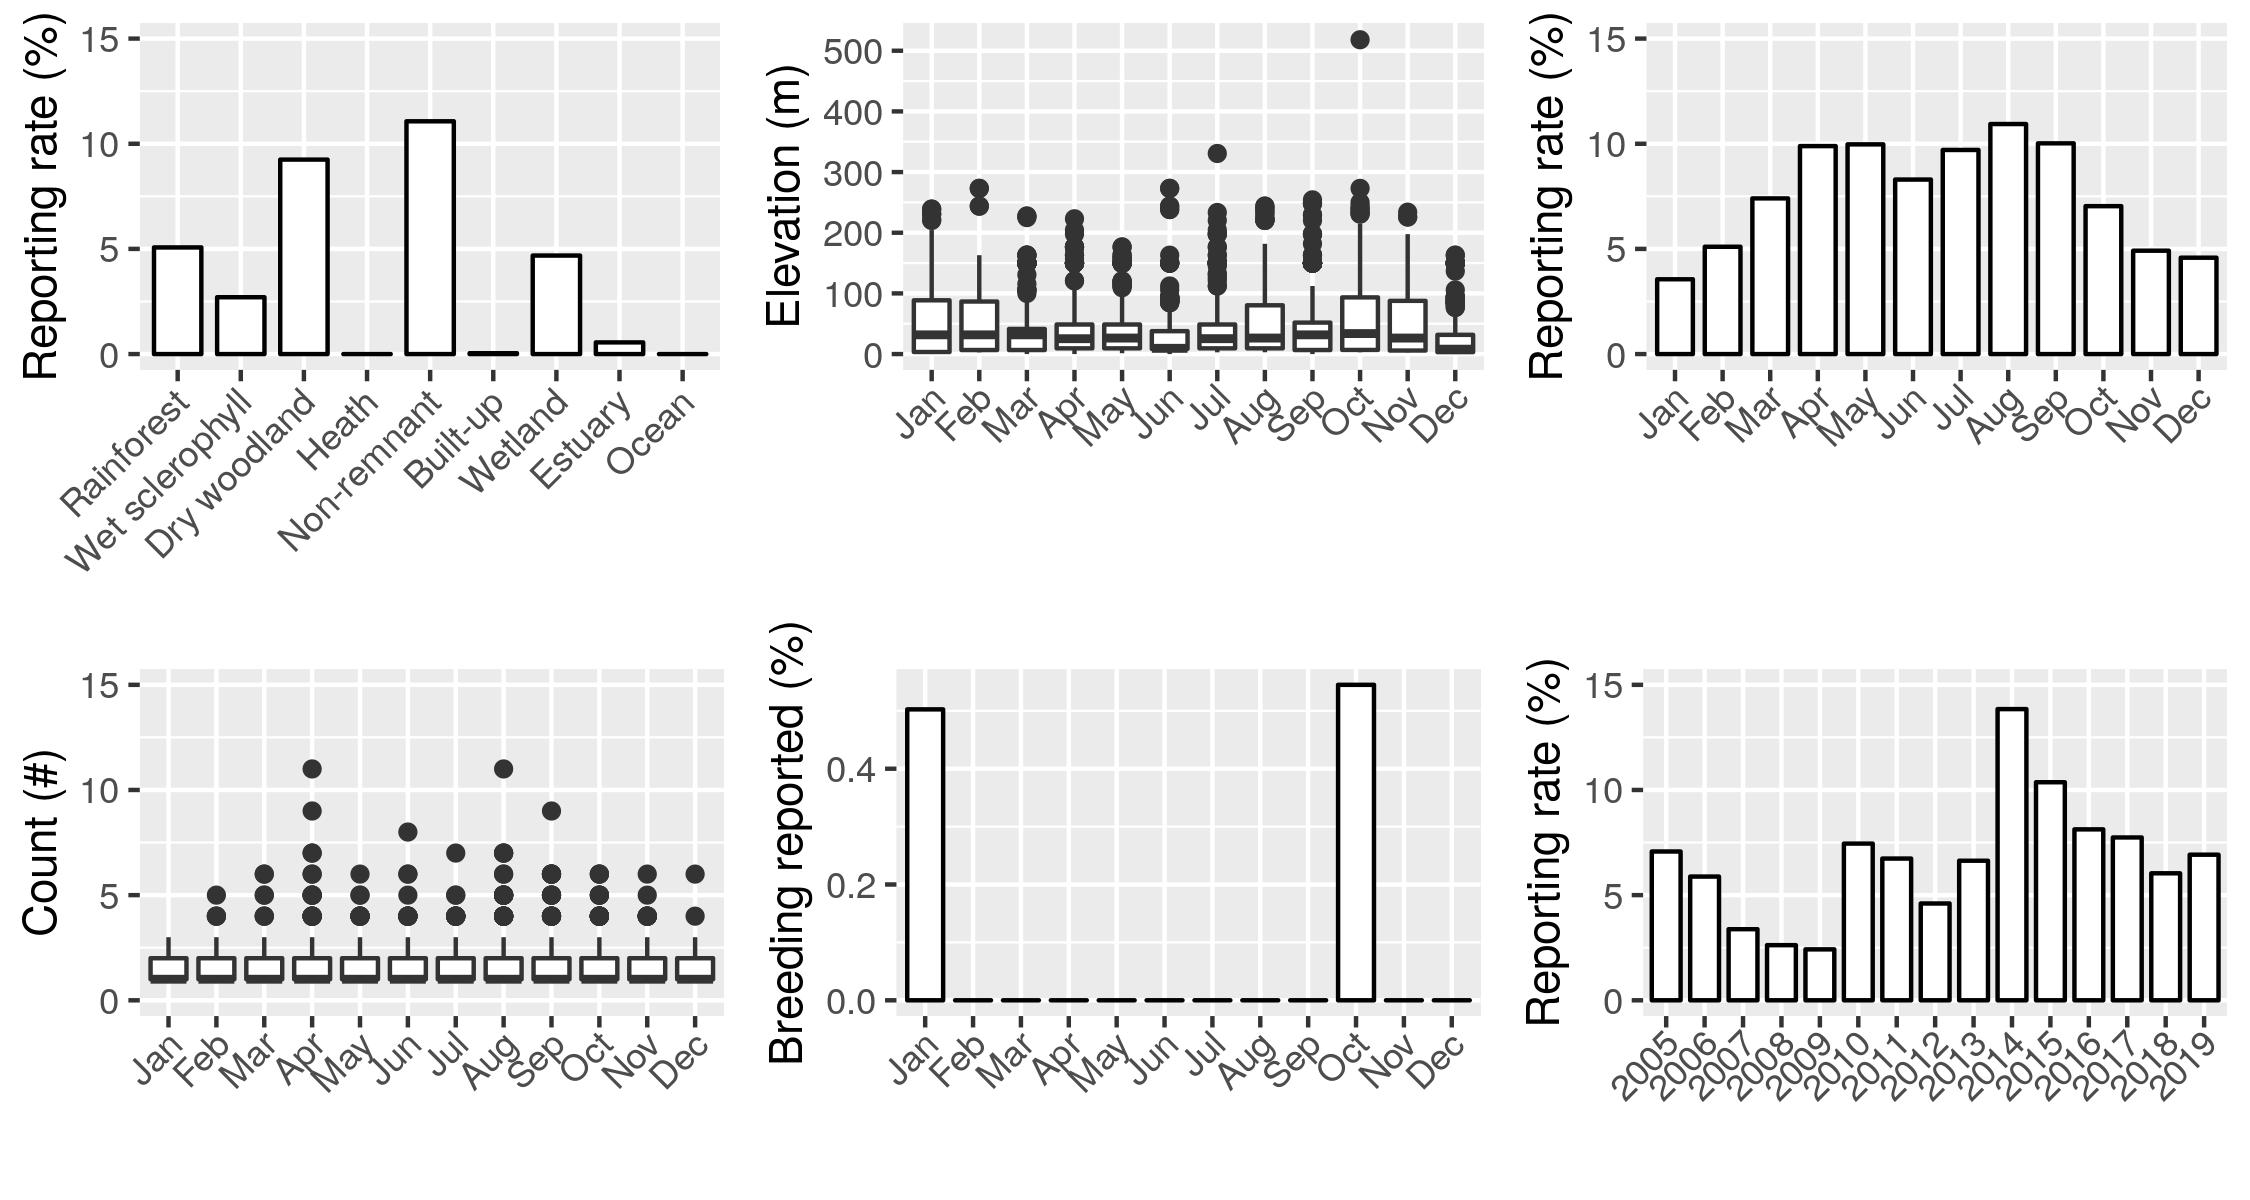 Reporting rate (%)
15
10
5
0
Rainforest
Wet sclerophyll
Dry woodland
Heath
Non-remnant
Built-up
Wetland
Estuary
Ocean
Elevation (m)
500
400
300
200
100
0
Jan
Feb
Mar
Apr
May
Jun
Jul
Aug
Sep
Oct
Nov
Dec
Reporting rate (%)
15
10
5
0
Jan
Feb
Mar
Apr
May
Jun
Jul
Aug
Sep
Oct
Nov
Dec
Count (#)
15
10
5
0
Jan
Feb
Mar
Apr
May
Jun
Jul
Aug
Sep
Oct
Nov
Dec
Breeding reported (%)
0.4
0.2
0.0
Jan
Feb
Mar
Apr
May
Jun
Jul
Aug
Sep
Oct
Nov
Dec
Reporting rate (%)
15
10
5
0
2005
2006
2007
2008
2009
2010
2011
2012
2013
2014
2015
2016
2017
2018
2019